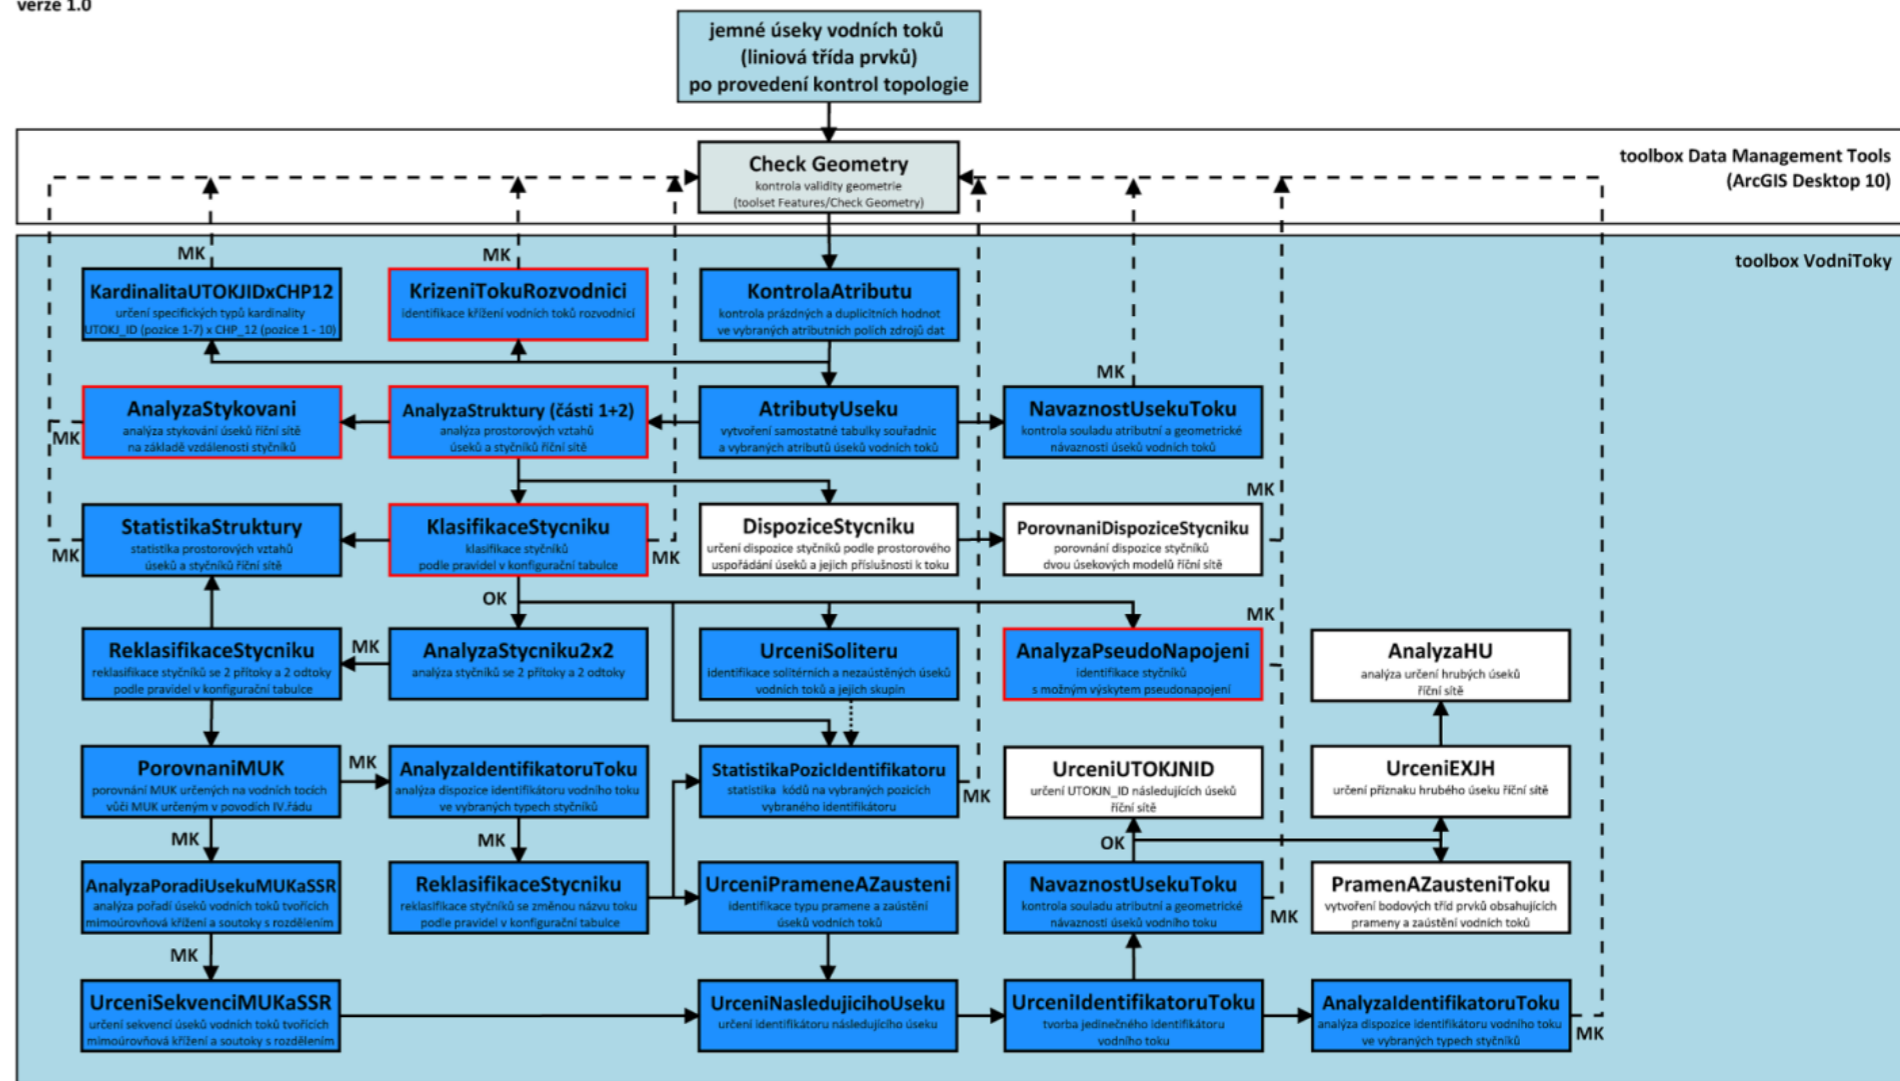 verze 1.0
jemné úseky vodních toků
(liniová třída prvků)
po provedení kontrol topologie
Check Geometry
kontrola validity geometrie
(toolset Features/Check Geometry)
toolbox Data Management Tools
(ArcGIS Desktop 10)
toolbox VodniToky
MK
KardinalitaUTOKJIDxCHP12
určení specifických typů kardinality
UTOKJ_ID (pozice 1-7) x CHP_12 (pozice 1 - 10)
MK
KrizeniTokuRozvodnici
identifikace křížení vodních toků rozvodnicí
KontrolaAtributu
kontrola prázdných a duplicitních hodnot
ve vybraných atributních polích zdrojů dat
AnalyzaStykovani
analýza stykování úseků říční sítě
na základě vzdálenosti styčníků
MK
AnalyzaStruktury (části 1+2)
analýza prostorových vztahů
úseků a styčníků říční sítě
AtributyUseku
vytvoření samostatné tabulky souřadnic
a vybraných atributů úseků vodních toků
MK
NavaznostUsekuToku
kontrola souladu atributní a geometrické
návaznosti úseků vodních toků
StatistikaStruktury
statistika prostorových vztahů
úseků a styčníků říční sítě
MK
KlasifikaceStycniku
klasifikace styčníků
podle pravidel v konfigurační tabulce
MK
DispoziceStycniku
určení dispozice styčníků podle prostorového
uspořádání úseků a jejich příslušnosti k toku
MK
PorovnaniDispoziceStycniku
porovnání dispozice styčníků
dvou úsekových modelů říční sítě
OK
ReklasifikaceStycniku
reklasifikace styčníků se 2 přítoky a 2 odtoky
podle pravidel v konfigurační tabulce
MK
AnalyzaStycniku2x2
analýza styčníků se 2 přítoky a 2 odtoky
UrceniSoliteru
identifikace solitérních a nezaústěných úseků
vodních toků a jejich skupin
MK
AnalyzaPseudoNapojeni
identifikace styčníků
s možným výskytem pseudonapojení
AnalyzaHU
analýza určení hrubých úseků
říční sítě
PorovnaniMUK
porovnání MUK určených na vodních tocích
vůči MUK určeným v povodích IV.řádu
MK
AnalyzaIdentifikatoruToku
analýza dispozice identifikátoru vodního toku
ve vybraných typech styčníků
StatistikaPozicIdentifikatoru
statistika kódů na vybraných pozicích
vybraného identifikátoru
MK
UrceniUTOKJNID
určení UTOKJN_ID následujících úseků
říční sítě
UrceniEXJH
určení příznaku hrubého úseku říční sítě
MK
MK
OK
AnalyzaPoradiUsekuMUKaSSR
analýza pořadí úseků vodních toků tvořících
mimoúrovňová křížení a soutoky s rozdělením
ReklasifikaceStycniku
reklasifikace styčníků se změnou názvu toku
podle pravidel v konfigurační tabulce
UrceniPrameneAZausteni
identifikace typu pramene a zaústění
úseků vodních toků
NavaznostUsekuToku
kontrola souladu atributní a geometrické
návaznosti úseků vodního toku
MK
PramenAZausteniToku
vytvoření bodových tříd prvků obsahujících
prameny a zaústění vodních toků
MK
UrceniSekvenciMUKaSSR
určení sekvencí úseků vodních toků tvořících
mimoúrovňová křížení a soutoky s rozdělením
UrceniNasledujicihoUseku
určení identifikátoru následujícího úseku
UrceniIdentifikatoruToku
tvorba jedinečného identifikátoru
vodního toku
AnalyzaIdentifikatoruToku
analýza dispozice identifikátoru vodního toku
ve vybraných typech styčníků
MK